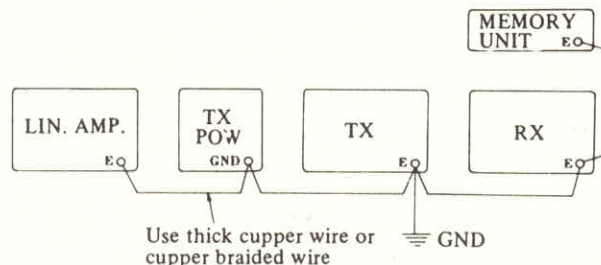 MEMORY
UNIT E
LIN. AMP.
E
TX
POW
GND
TX
E
RX
E
Use thick cupper wire or
cupper braided wire
GND